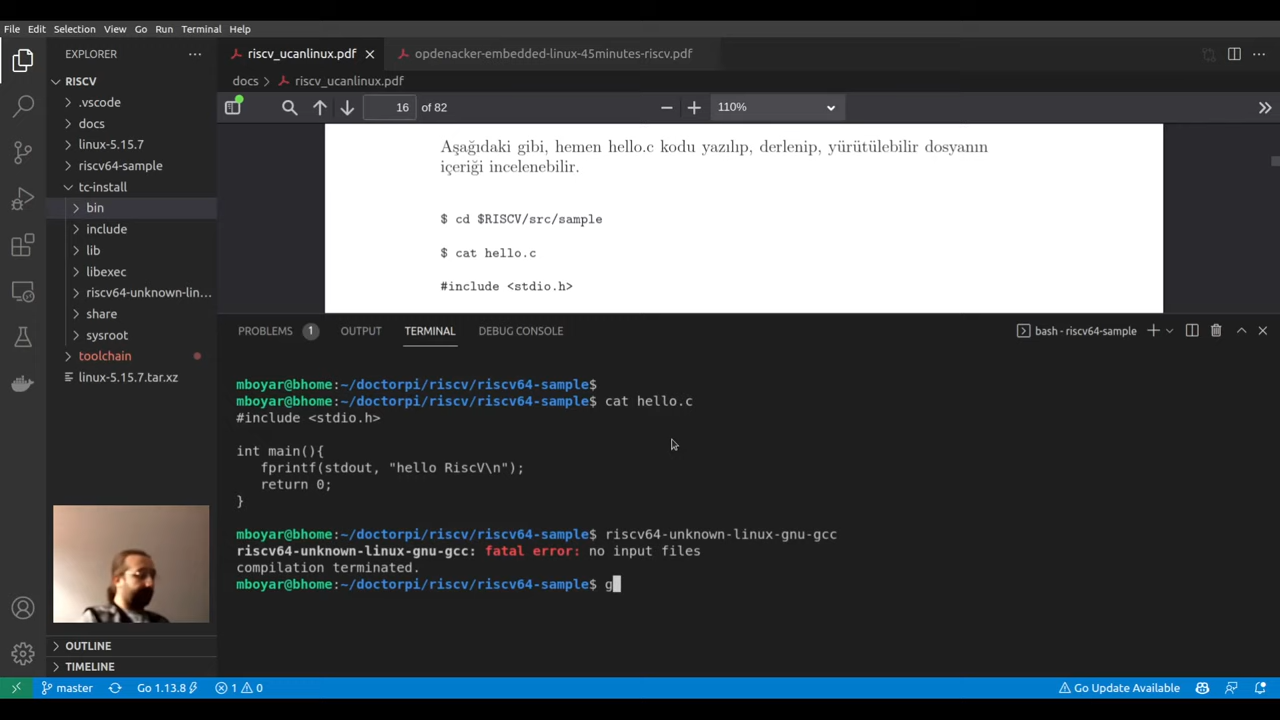 File Edit Selection View Go Run Terminal Help
EXPLORER
RISCV
.vscode
docs
linux-5.15.7
riscv64-sample
tc-install
bin
include
lib
libexec
riscv64-unknown-lin...
share
sysroot
toolchain
linux-5.15.7.tar.xz
OUTLINE
TIMELINE
riscv_ucanlinux.pdf
opdenacker-embedded-linux-45minutes-riscv.pdf
docs > riscv_ucanlinux.pdf
16 of 82
110%
Aşağıdaki gibi, hemen hello.c kodu yazılıp, derlenip, yürütülebilir dosyanın
içeriği incelenebilir.
$ cd $RISCV/src/sample
$ cat hello.c
#include <stdio.h>
PROBLEMS 1 OUTPUT TERMINAL DEBUG CONSOLE
bash - riscv64-sample
mboyar@bhome:~/doctorpi/riscv/riscv64-sample$
mboyar@bhome:~/doctorpi/riscv/riscv64-sample$ cat hello.c
#include <stdio.h>
int main(){
fprintf(stdout, "hello RiscV\n");
return 0;
}
mboyar@bhome:~/doctorpi/riscv/riscv64-sample$ riscv64-unknown-linux-gnu-gcc
riscv64-unknown-linux-gnu-gcc: fatal error: no input files
compilation terminated.
mboyar@bhome:~/doctorpi/riscv/riscv64-sample$ g
master Go 1.13.8 1 0 Go Update Available